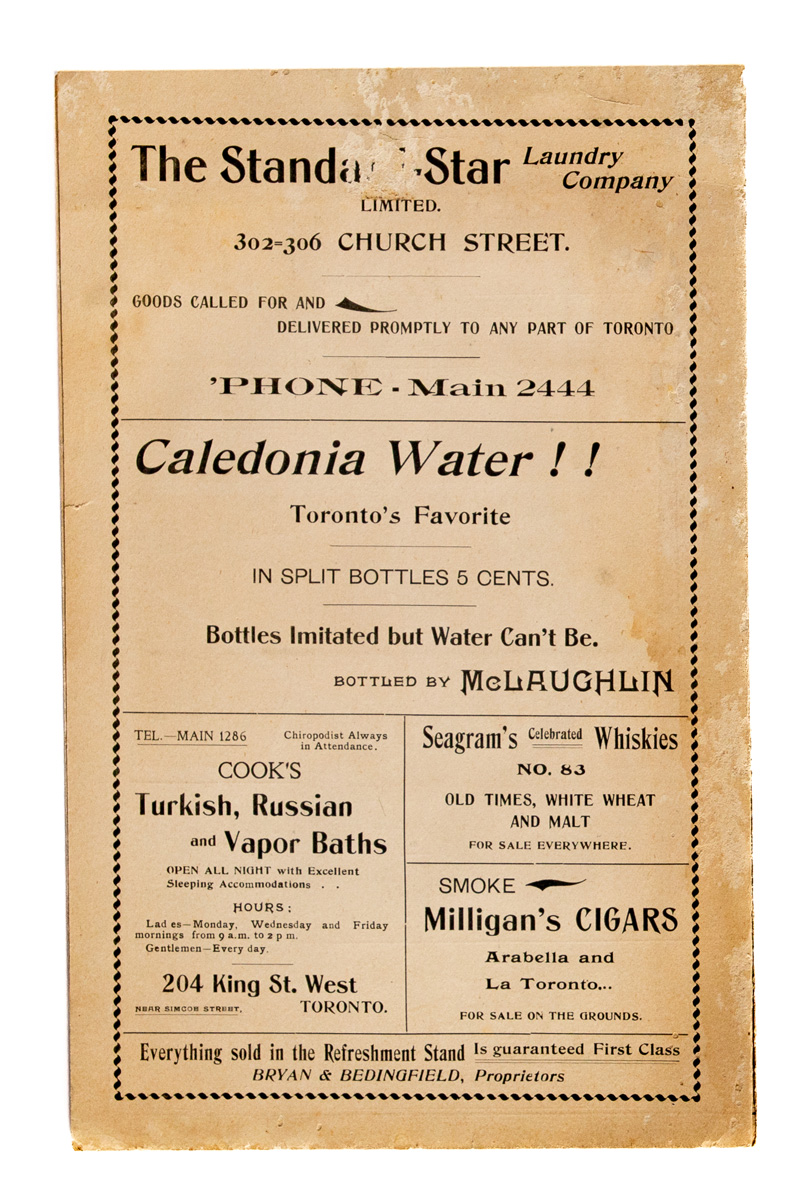 The Standa -Star Laundry Company
LIMITED.
302=306 CHURCH STREET.
GOODS CALLED FOR AND
DELIVERED PROMPTLY TO ANY PART OF TORONTO
'PHONE - Main 2444
Caledonia Water ! !
Toronto's Favorite
IN SPLIT BOTTLES 5 CENTS.
Bottles Imitated but Water Can't Be.
BOTTLED BY McLAUGHLIN
TEL.—MAIN 1286
Chiropodist Always
in Attendance.
COOK'S
Turkish, Russian
and Vapor Baths
OPEN ALL NIGHT with Excellent
Sleeping Accommodations . .
HOURS:
Lad es—Monday, Wednesday and Friday
mornings from 9 a.m. to 2 p m.
Gentlemen—Every day.
204 King St. West
NEAR SIMCOE STREET. TORONTO.
Seagram's Celebrated Whiskies
NO. 83
OLD TIMES, WHITE WHEAT
AND MALT
FOR SALE EVERYWHERE.
SMOKE
Milligan's CIGARS
Arabella and
La Toronto...
FOR SALE ON THE GROUNDS.
Everything sold in the Refreshment Stand Is guaranteed First Class
BRYAN & BEDINGFIELD, Proprietors